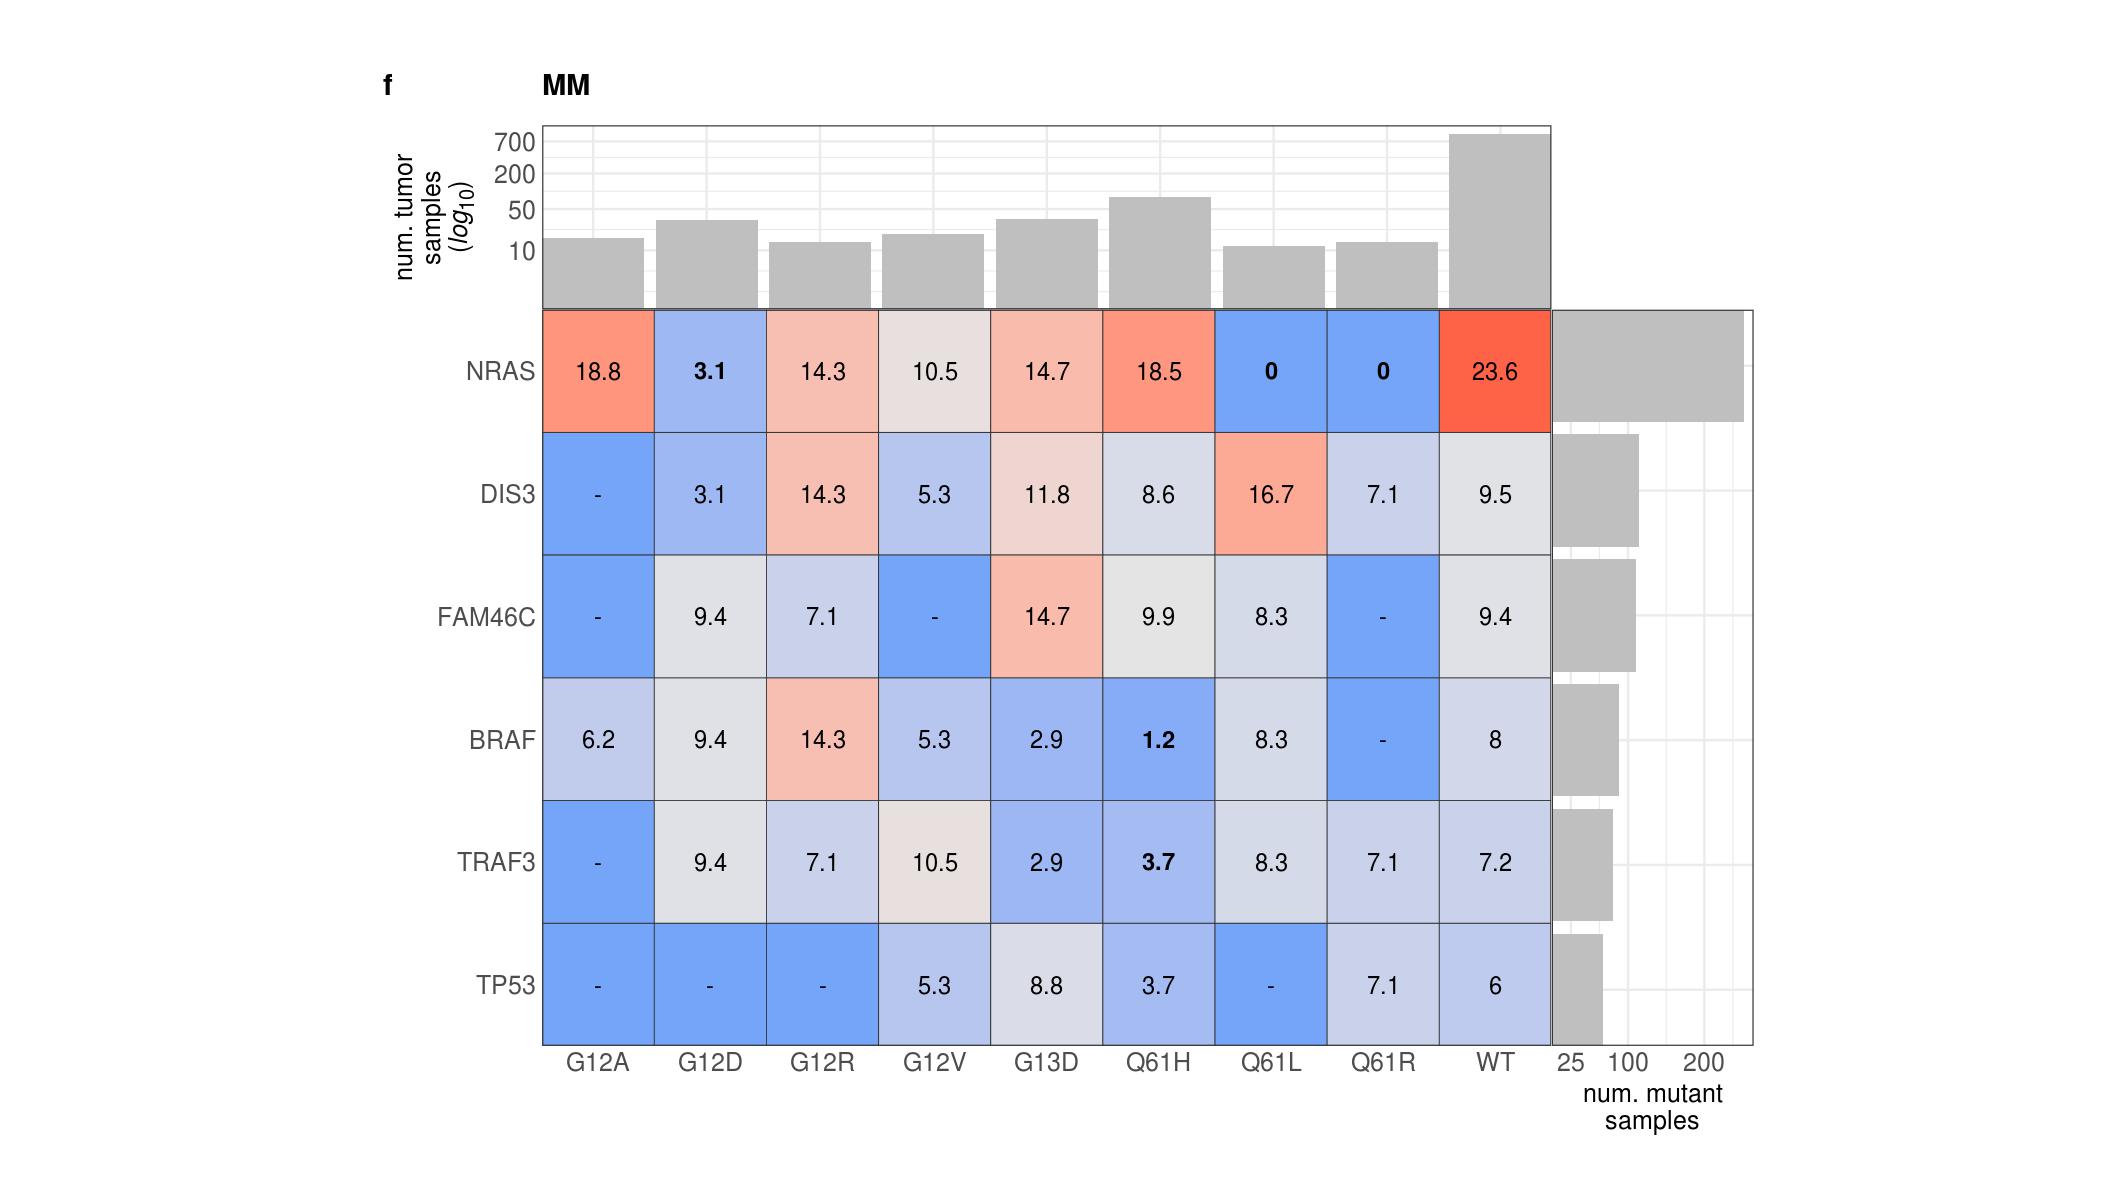 f MM
num. tumor
samples
(log10)
700
200
50
10
NRAS 18.8 3.1 14.3 10.5 14.7 18.5 0 0 23.6
DIS3 - 3.1 14.3 5.3 11.8 8.6 16.7 7.1 9.5
FAM46C - 9.4 7.1 - 14.7 9.9 8.3 - 9.4
BRAF 6.2 9.4 14.3 5.3 2.9 1.2 8.3 - 8
TRAF3 - 9.4 7.1 10.5 2.9 3.7 8.3 7.1 7.2
TP53 - - - 5.3 8.8 3.7 - 7.1 6
G12A G12D G12R G12V G13D Q61H Q61L Q61R WT 25 100 200
num. mutant
samples